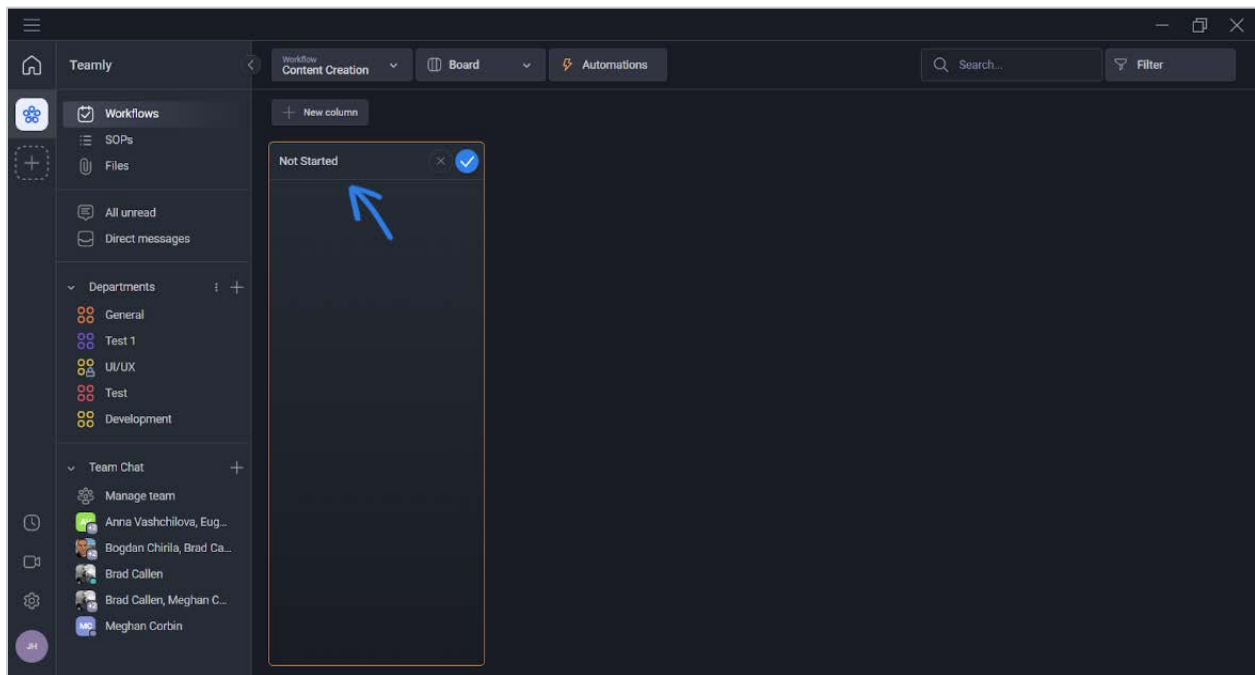 Teamly
Workflow
Content Creation
Board
Automations
Search...
Filter
Workflows
SOPs
Files
All unread
Direct messages
Departments
General
Test 1
UI/UX
Test
Development
Team Chat
Manage team
Anna Vashchilova, Eug...
Bogdan Chirila, Brad Ca...
Brad Callen
Brad Callen, Meghan C...
MC
Meghan Corbin
JH
New column
Not Started